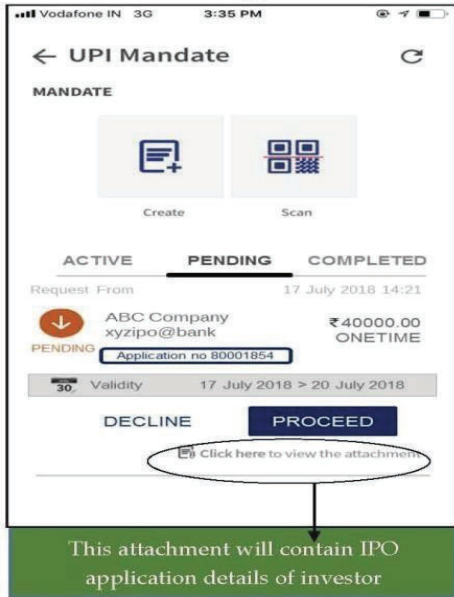 Vodafone IN 3G 3:35 PM
← UPI Mandate
MANDATE
Create Scan
ACTIVE PENDING COMPLETED
Request From 17 July 2018 14:21
ABC Company
xyzipo@bank
₹40000.00
ONETIME
PENDING
Application no 80001854
30 Validity 17 July 2018 > 20 July 2018
DECLINE PROCEED
Click here to view the attachment
This attachment will contain IPO
application details of investor